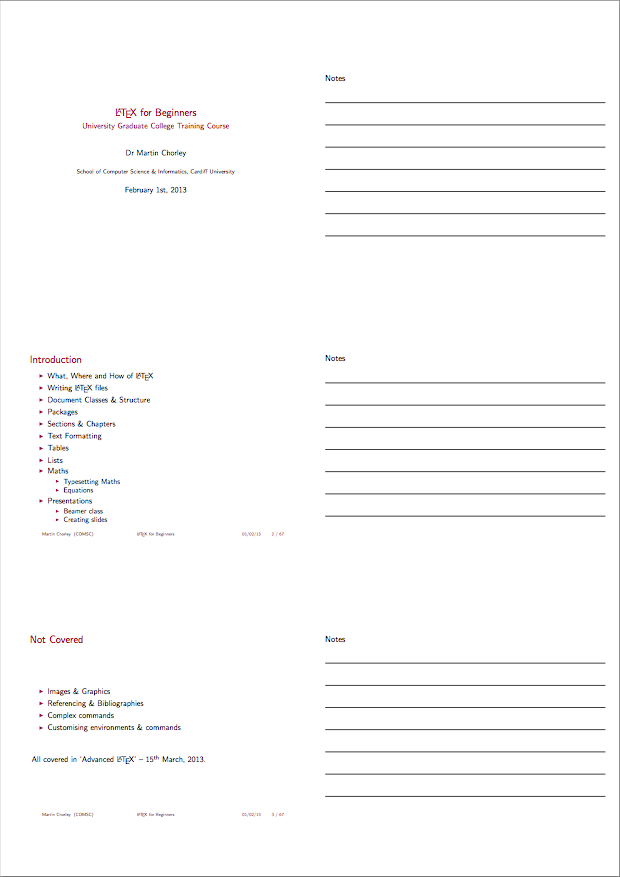 LATEX for Beginners
University Graduate College Training Course
Dr Martin Chorley
School of Computer Science & Informatics, Cardiff University
February 1st, 2013
Notes
Introduction
► What, Where and How of LATEX
► Writing LATEX files
► Document Classes & Structure
► Packages
► Sections & Chapters
► Text Formatting
► Tables
► Lists
► Maths
► Typesetting Maths
► Equations
► Presentations
► Beamer class
► Creating slides
Martin Chorley (COMSC) LATEX for Beginners 01/02/13 2 / 67
Notes
Not Covered
► Images & Graphics
► Referencing & Bibliographies
► Complex commands
► Customising environments & commands
All covered in ‘Advanced LATEX’ – 15th March, 2013.
Martin Chorley (COMSC) LATEX for Beginners 01/02/13 3 / 67
Notes